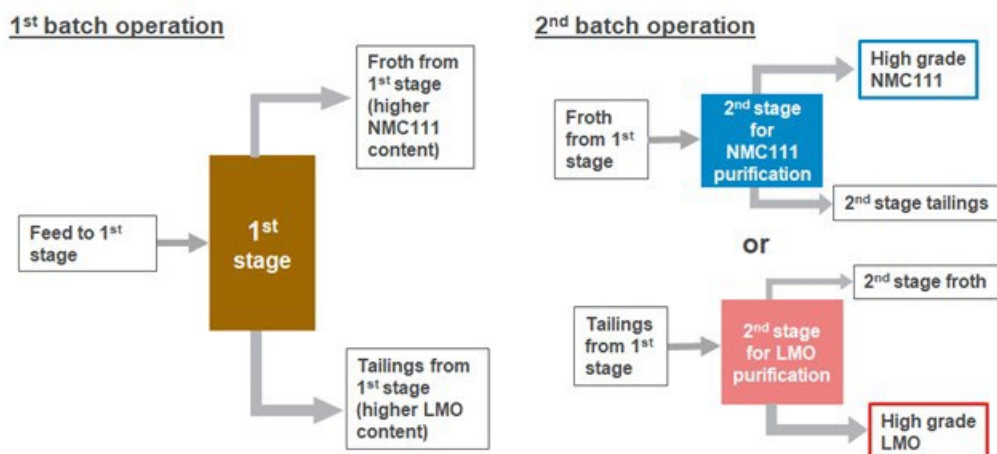 1st batch operation
Froth from
1st stage
(higher
NMC111
content)
Feed to 1st
stage
1st
stage
Tailings from
1st stage
(higher LMO
content)
2nd batch operation
High grade
NMC111
Froth
from 1st
stage
2nd stage
for
NMC111
purification
2nd stage tailings
or
2nd stage froth
Tailings
from 1st
stage
2nd stage
for LMO
purification
High grade
LMO